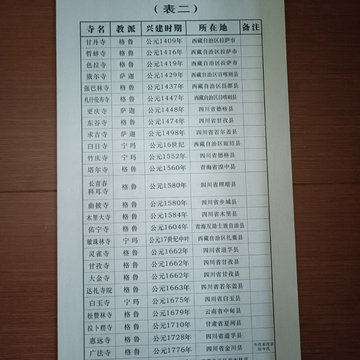 （表二）
寺名 教派 兴建时期 所在地 备注
甘丹寺 格鲁 公元1409年 西藏自治区拉萨市
哲蚌寺 格鲁 公元1416年 西藏自治区拉萨市
色拉寺 格鲁 公元1419年 西藏自治区拉萨市
俄尔寺 萨迦 公元1429年 西藏自治区日喀则县
强巴林寺 格鲁 公元1437年 西藏自治区昌都县
扎什伦布寺 格鲁 公元1447年 西藏自治区日喀则县
更庆寺 萨迦 公元1448年 四川省德格县
东谷寺 格鲁 公元1474年 四川省甘孜县
求吉寺 萨迦 公元1498年 四川省若尔盖县
白日寺 宁玛 公元16世纪
竹庆寺 宁玛 公元1552年 四川省德格县
塔尔寺 格鲁 公元1560年 青海省湟中县
长青春科耳寺 格鲁 公元1580年 四川省理塘县
曲披寺 格鲁 公元1580年 四川省乡城县
木里大寺 格鲁 公元1584年 四川省木里县
佑宁寺 格鲁 公元1604年 青海互助土族自治县
敏珠林寺 宁玛 公元17世纪中叶 西藏自治区扎囊县
灵雀寺 格鲁 公元1642年 四川省道孚县
甘孜寺 格鲁 公元1642年 四川省甘孜县
大金寺 格鲁 公元1642年 四川省甘孜县
达扎寺院 格鲁 公元1663年 四川省若尔盖县
白玉寺 宁玛 公元1675年 四川省白玉县
松赞林寺 格鲁 公元1679年 云南省中甸县
拉卜楞寺 格鲁 公元1710年 甘肃省夏河县
惠远寺 格鲁 公元1728年 四川省道孚县
广法寺 格鲁 公元1776年 四川省金川县